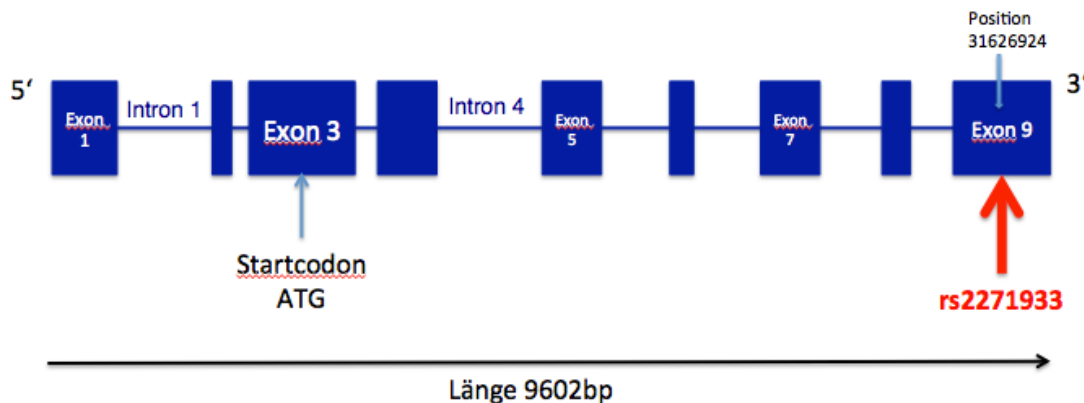 Position
31626924
5‘
3‘
Exon
1
Intron 1
Exon 3
Intron 4
Exon
5
Exon
7
Exon 9
Startcodon
ATG
rs2271933
Länge 9602bp